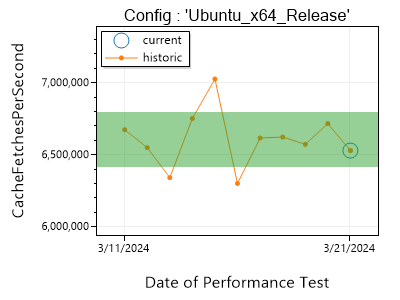 Config : 'Ubuntu_x64_Release'
current
historic
CacheFetchesPerSecond
7,000,000
6,500,000
6,000,000
3/11/2024
3/21/2024
Date of Performance Test